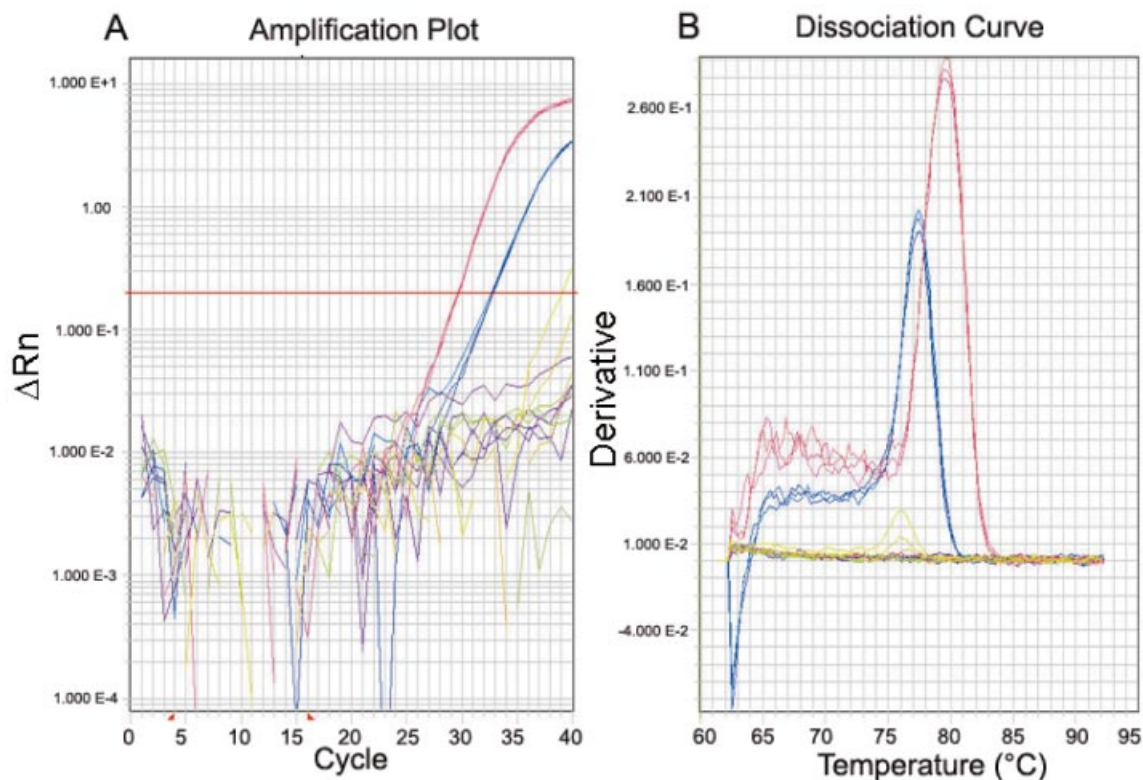 A
Amplification Plot
1.000 E+1
1.00
1.000 E-1
1.000 E-2
1.000 E-3
1.000 E-4
ΔRn
0 5 10 15 20 25 30 35 40
Cycle
B
Dissociation Curve
2.600 E-1
2.100 E-1
1.600 E-1
1.100 E-1
6.000 E-2
1.000 E-2
-4.000 E-2
Derivative
60 65 70 75 80 85 90 95
Temperature (°C)